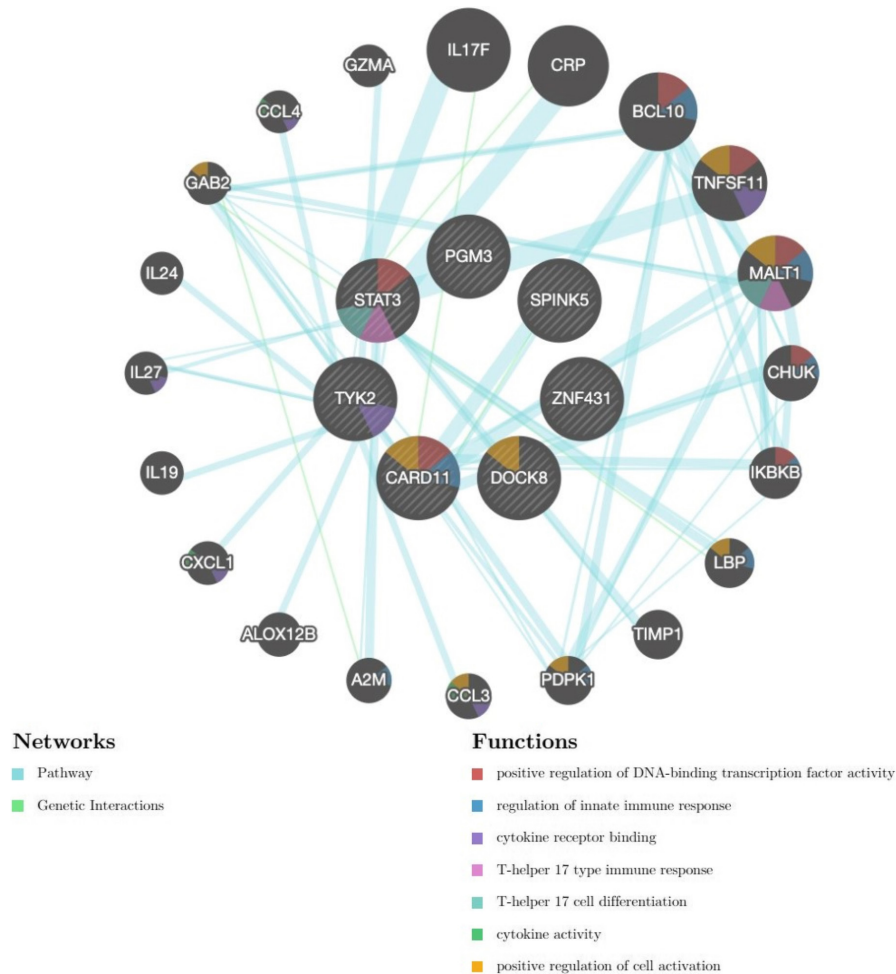 IL17F
CRP
GZMA
BCL10
CCL4
TNFSF11
GAB2
PGM3
MALT1
IL24
STAT3
SPINK5
CHUK
IL27
TYK2
ZNF431
IL19
CARD11
DOCK8
IKBKB
CXCL1
LBP
ALOX12B
TIMP1
A2M
CCL3
PDPK1
Networks
Pathway
Genetic Interactions
Functions
positive regulation of DNA-binding transcription factor activity
regulation of innate immune response
cytokine receptor binding
T-helper 17 type immune response
T-helper 17 cell differentiation
cytokine activity
positive regulation of cell activation